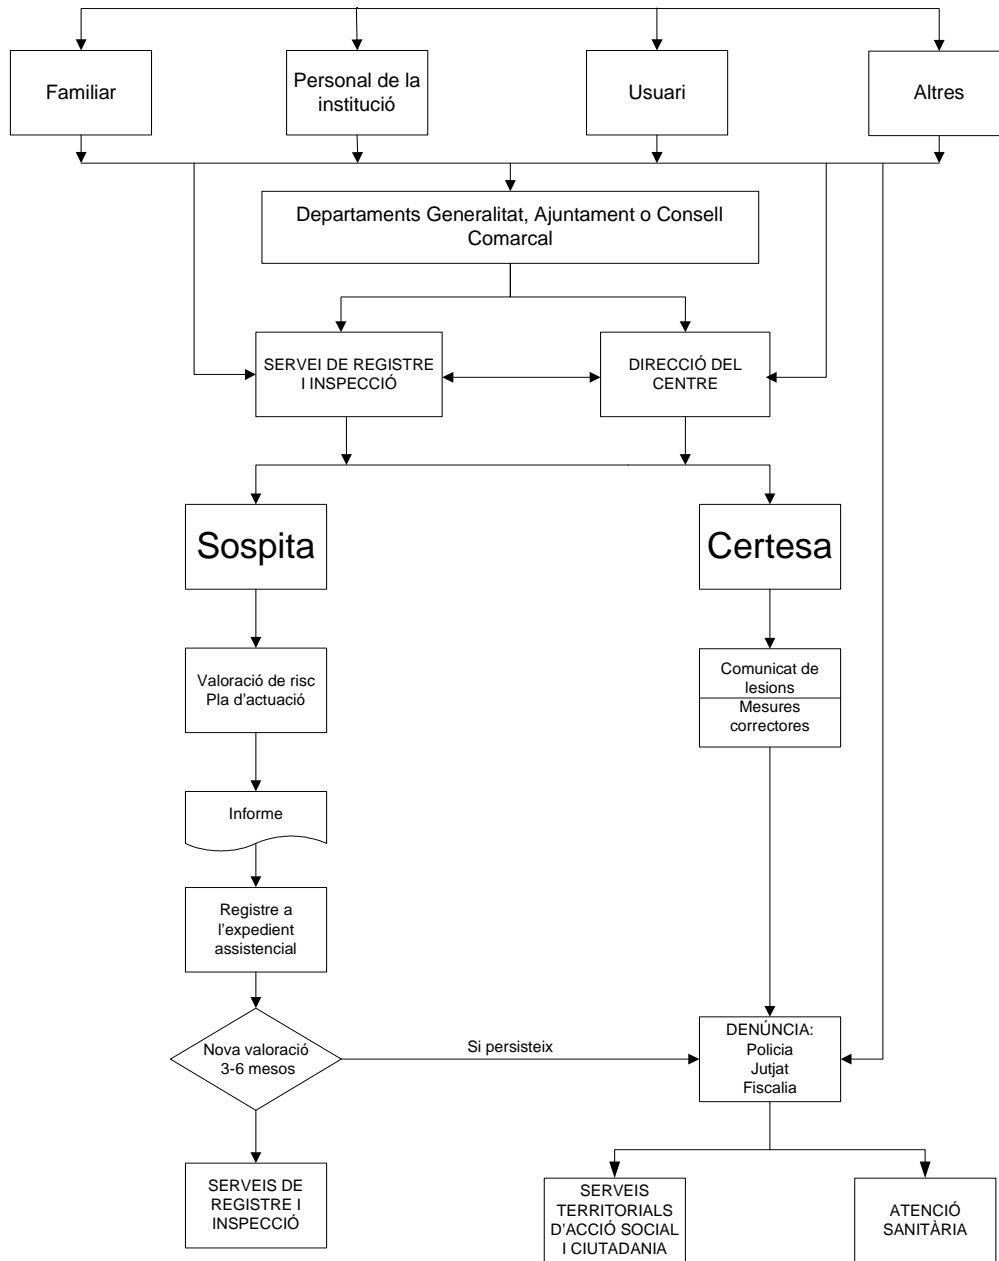 Familiar
Personal de la
institució
Usuari
Altres
Departaments Generalitat, Ajuntament o Consell
Comarcal
SERVEI DE REGISTRE
I INSPECCIÓ
DIRECCIÓ DEL
CENTRE
Sospita
Certesa
Valoració de risc
Pla d'actuació
Comunicat de
lesions
Mesures
correctores
Informe
Registre a
l'expedient
assistencial
Nova valoració
3-6 mesos
Si persisteix
DENÚNCIA:
Policia
Jutjat
Fiscalia
SERVEIS DE
REGISTRE I
INSPECCIÓ
SERVEIS
TERRITORIALS
D'ACCIÓ SOCIAL
I CIUTADANIA
ATENCIÓ
SANITÀRIA